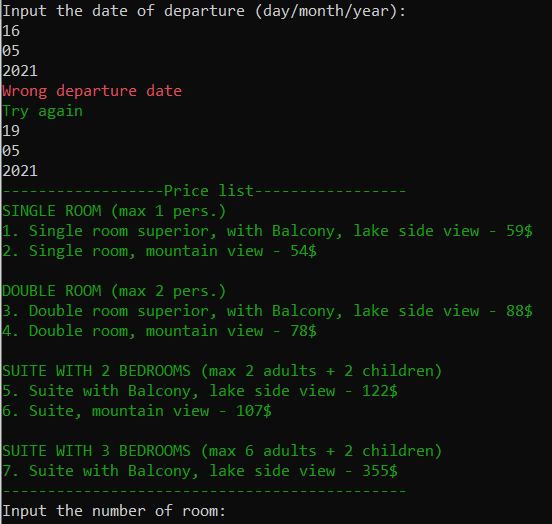 Input the date of departure (day/month/year):
16
05
2021
Wrong departure date
Try again
19
05
2021
------------------Price list-----------------
SINGLE ROOM (max 1 pers.)
1. Single room superior, with Balcony, lake side view - 59$
2. Single room, mountain view - 54$
DOUBLE ROOM (max 2 pers.)
3. Double room superior, with Balcony, lake side view - 88$
4. Double room, mountain view - 78$
SUITE WITH 2 BEDROOMS (max 2 adults + 2 children)
5. Suite with Balcony, lake side view - 122$
6. Suite, mountain view - 107$
SUITE WITH 3 BEDROOMS (max 6 adults + 2 children)
7. Suite with Balcony, lake side view - 355$
---------------------------------------------
Input the number of room: